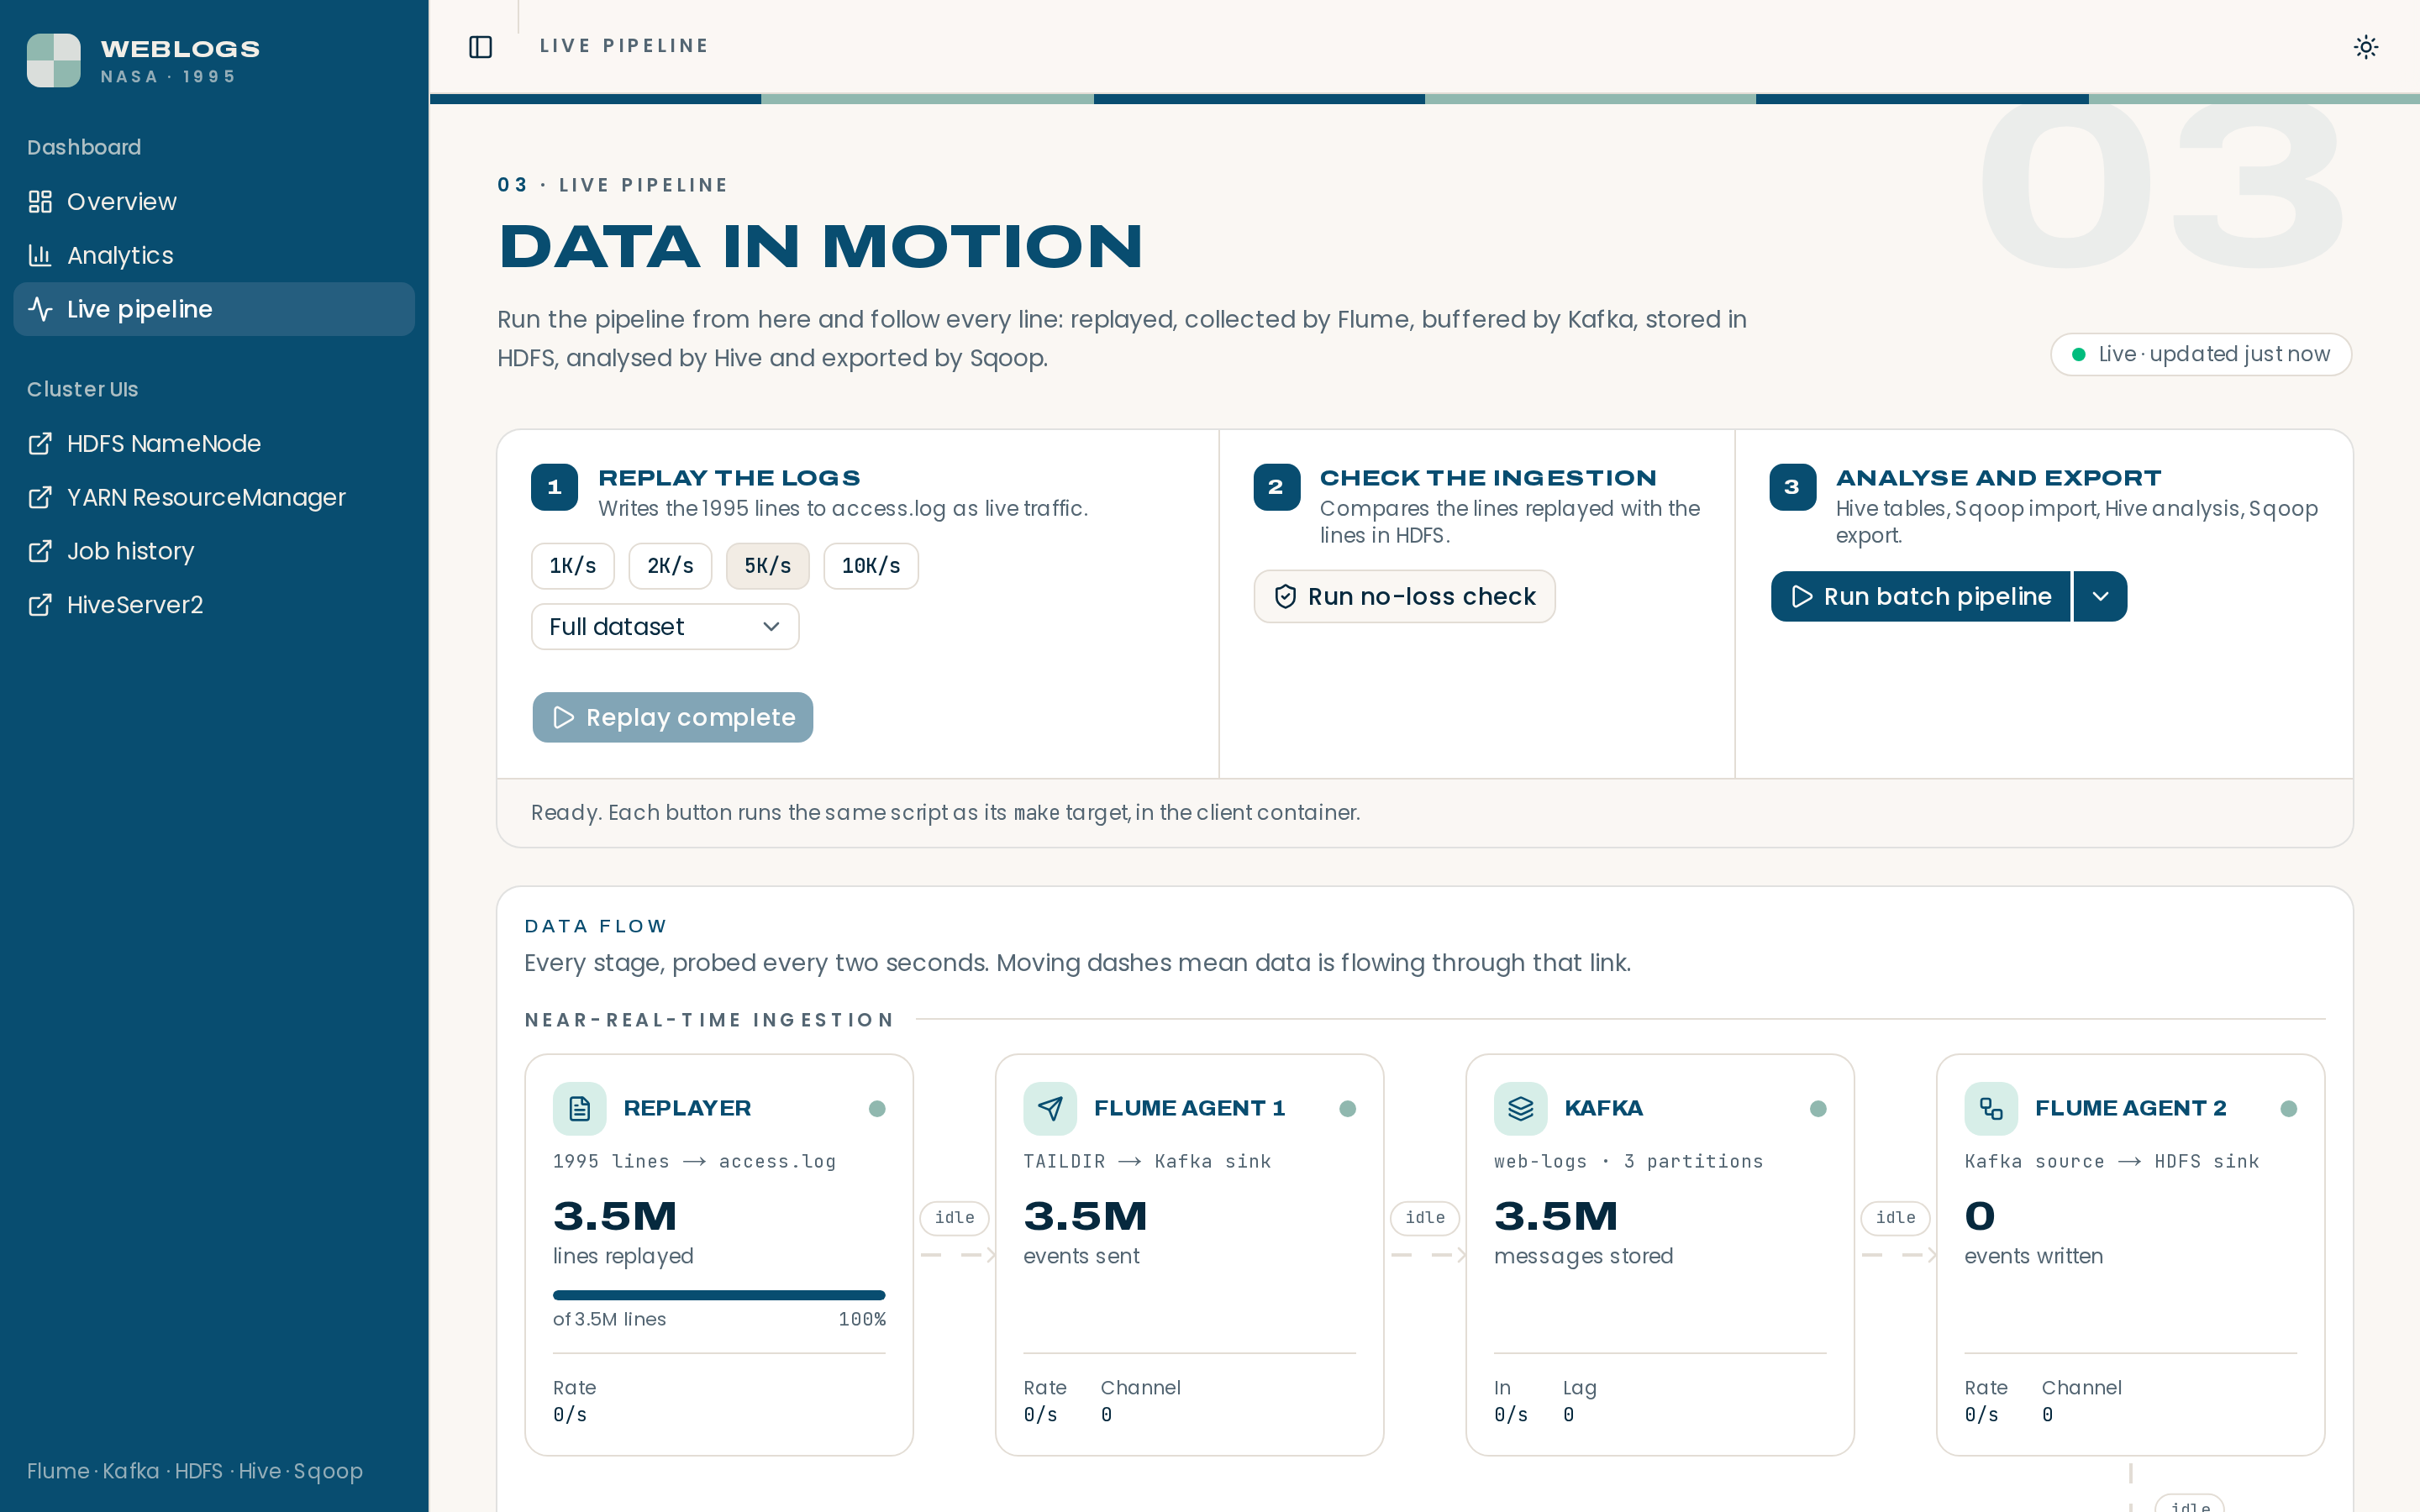 WEBLOGS
NASA · 1995
Dashboard
Overview
Analytics
Live pipeline
Cluster UIs
HDFS NameNode
YARN ResourceManager
Job history
HiveServer2
Flume · Kafka · HDFS · Hive · Sqoop
LIVE PIPELINE
03
03 · LIVE PIPELINE
DATA IN MOTION
Run the pipeline from here and follow every line: replayed, collected by Flume, buffered by Kafka, stored in
HDFS, analysed by Hive and exported by Sqoop.
Live · updated just now
1
REPLAY THE LOGS
Writes the 1995 lines to access.log as live traffic.
1K/s
2K/s
5K/s
10K/s
Full dataset
Replay complete
2
CHECK THE INGESTION
Compares the lines replayed with the
lines in HDFS.
Run no-loss check
3
ANALYSE AND EXPORT
Hive tables, Sqoop import, Hive analysis, Sqoop
export.
Run batch pipeline
Ready. Each button runs the same script as its make target, in the client container.
DATA FLOW
Every stage, probed every two seconds. Moving dashes mean data is flowing through that link.
NEAR-REAL-TIME INGESTION
REPLAYER
1995 lines → access.log
3.5M
lines replayed
of 3.5M lines
100%
Rate
0/s
idle
FLUME AGENT 1
TAILDIR → Kafka sink
3.5M
events sent
Rate Channel
0/s 0
idle
KAFKA
web-logs · 3 partitions
3.5M
messages stored
In Lag
0/s 0
idle
FLUME AGENT 2
Kafka source → HDFS sink
0
events written
Rate Channel
0/s 0
idle